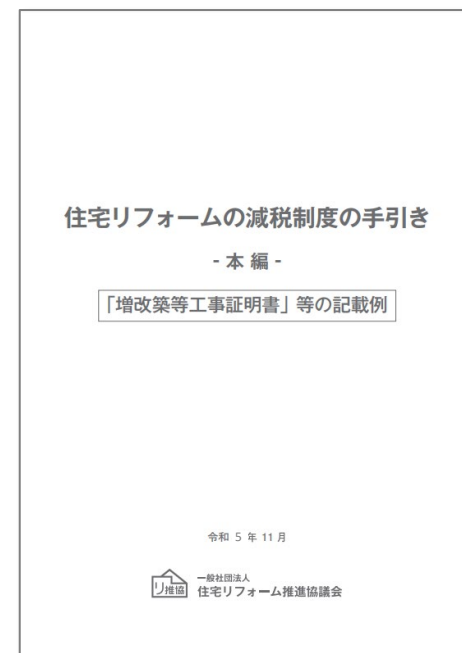 住宅リフォームの減税制度の手引き
- 本 編 -
「増改築等工事証明書」等の記載例
令和 5 年 11 月
リ推協
一般社団法人
住宅リフォーム推進協議会